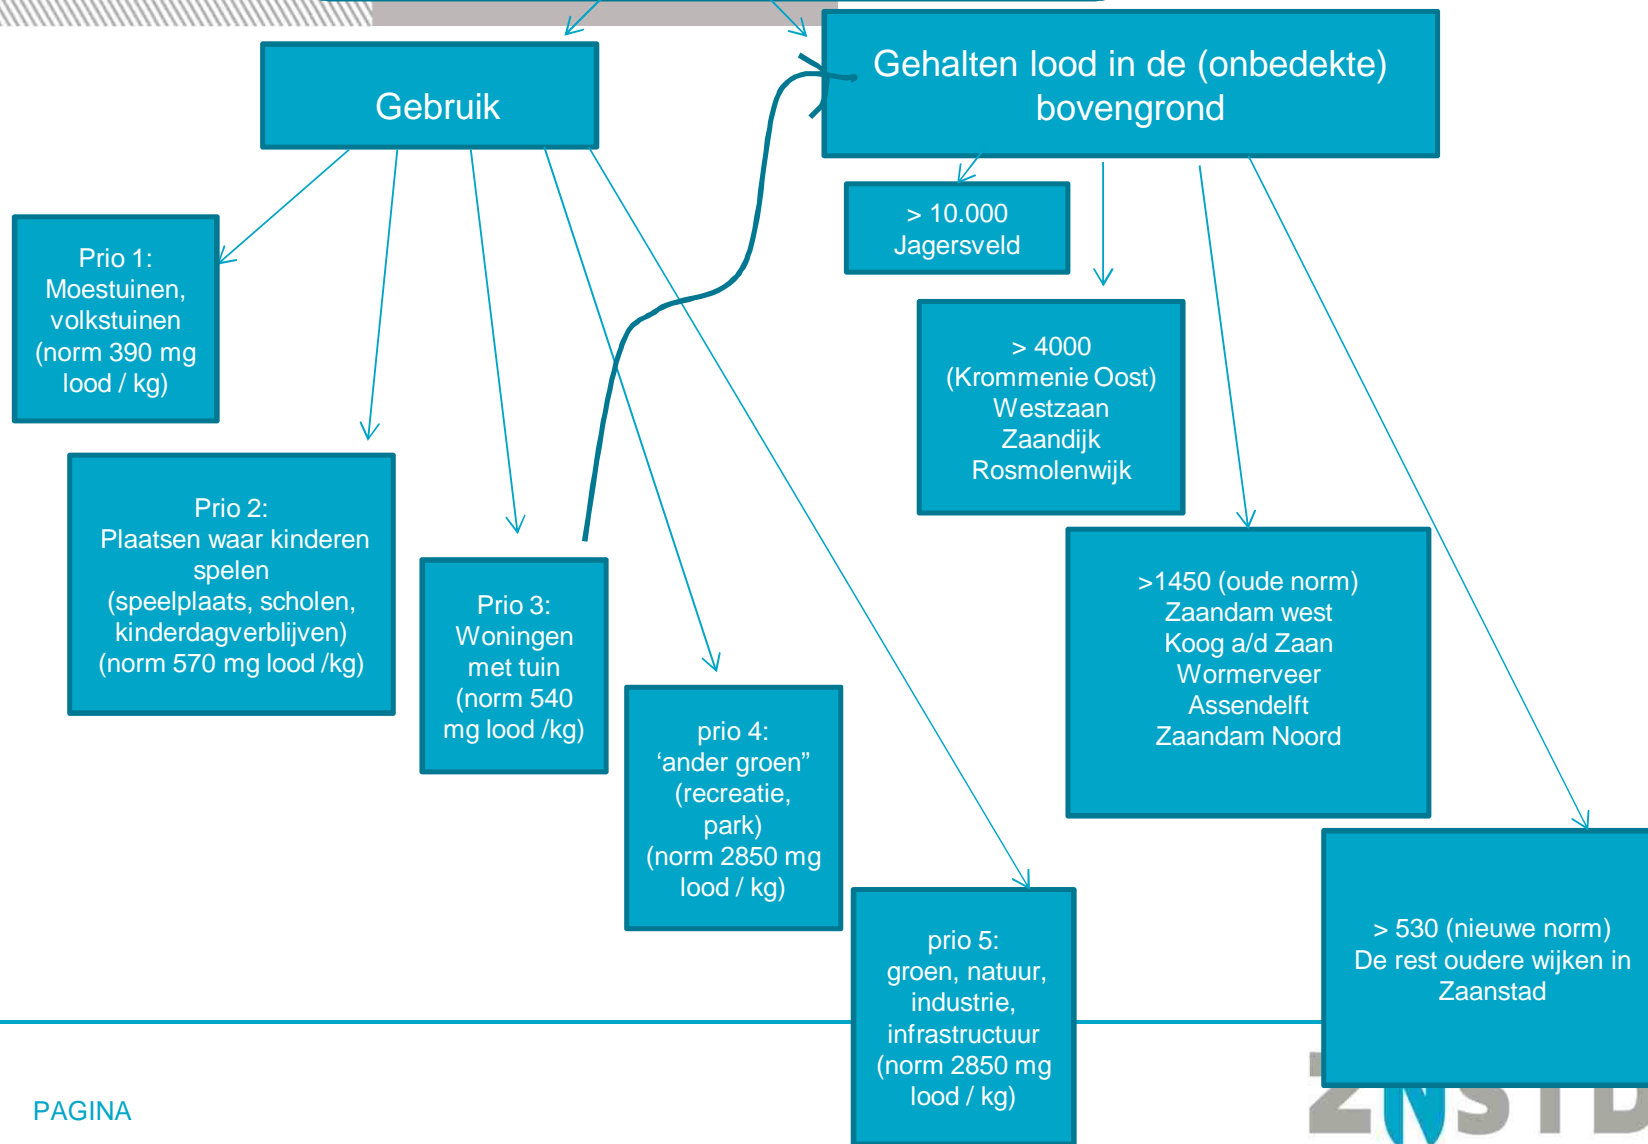 Gebruik
Gehalten lood in de (onbedekte)
bovengrond
Prio 1:
Moestuinen,
volkstuinen
(norm 390 mg
lood / kg)
Prio 2:
Plaatsen waar kinderen
spelen
(speelplaats, scholen,
kinderdagverblijven)
(norm 570 mg lood /kg)
Prio 3:
Woningen
met tuin
(norm 540
mg lood /kg)
prio 4:
‘ander groen”
(recreatie,
park)
(norm 2850 mg
lood / kg)
prio 5:
groen, natuur,
industrie,
infrastructuur
(norm 2850 mg
lood / kg)
> 10.000
Jagersveld
> 4000
(Krommenie Oost)
Westzaan
Zaandijk
Rosmolenwijk
>1450 (oude norm)
Zaandam west
Koog a/d Zaan
Wormerveer
Assendelft
Zaandam Noord
> 530 (nieuwe norm)
De rest oudere wijken in
Zaanstad
PAGINA